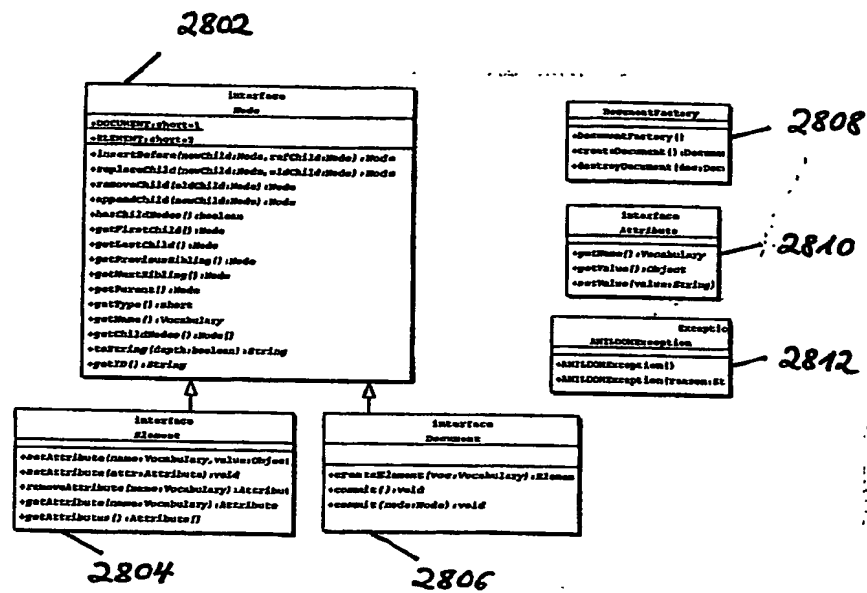 2802
interface
Node
+DOCUMENT:short=1
+ELEMENT:short=2
+insertBefore(newChild:Node,refChild:Node):Node
+replaceChild(newChild:Node,oldChild:Node):Node
+removeChild(oldChild:Node):Node
+appendChild(newChild:Node):Node
+hasChildNodes():boolean
+getFirstChild():Node
+getLastChild():Node
+getPreviousSibling():Node
+getNextSibling():Node
+getParent():Node
+getType():short
+getName():Vocabulary
+getChildNodes():Node[]
+toString(depth:boolean):String
+getID():String
DocumentFactory
+DocumentFactory()
+createDocument():Docume
+destroyDocument(doc:Docu
2808
interface
Attribute
+getName():Vocabulary
+getValue():Object
+setValue(value:String)
2810
Exceptio
ANILDOMException
+ANILDOMException()
+ANILDOMException(reason:St
2812
interface
Element
+setAttribute(name:Vocabulary,value:Object
+setAttribute(attr:Attribute):void
+removeAttribute(name:Vocabulary):Attribut
+getAttribute(name:Vocabulary):Attribute
+getAttributes():Attribute[]
2804
interface
Document
+createElement(voc:Vocabulary):Elemen
+commit():void
+commit(node:Node):void
2806